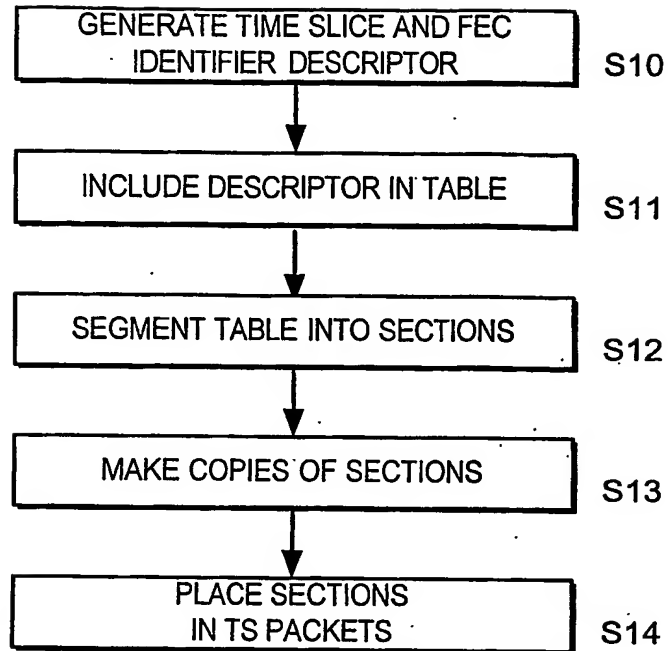 GENERATE TIME SLICE AND FEC
IDENTIFIER DESCRIPTOR
S10
INCLUDE DESCRIPTOR IN TABLE
S11
SEGMENT TABLE INTO SECTIONS
S12
MAKE COPIES OF SECTIONS
S13
PLACE SECTIONS
IN TS PACKETS
S14